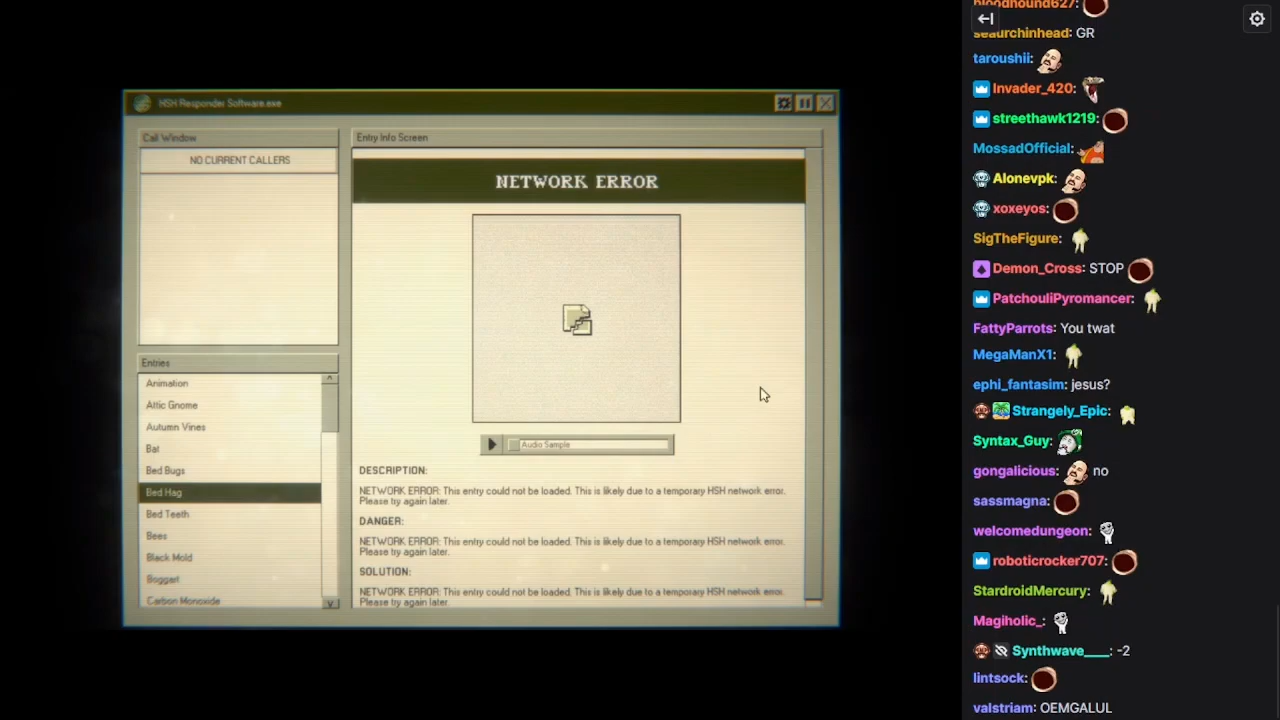 HSH Responder Software.exe
Call Window
NO CURRENT CALLERS
Entries
Animation
Attic Gnome
Autumn Vines
Bat
Bed Bugs
Bed Hag
Bed Teeth
Bees
Black Mold
Boggart
Carbon Monoxide
Entry Info Screen
NETWORK ERROR
Audio Sample
DESCRIPTION:
NETWORK ERROR: This entry could not be loaded. This is likely due to a temporary HSH network error.
Please try again later.
DANGER:
NETWORK ERROR: This entry could not be loaded. This is likely due to a temporary HSH network error.
Please try again later.
SOLUTION:
NETWORK ERROR: This entry could not be loaded. This is likely due to a temporary HSH network error.
Please try again later.
bloodhound627:
seaurchinhead: GR
taroushii:
Invader_420:
streethawk1219:
MossadOfficial:
Alonevpk:
xoxeyos:
SigTheFigure:
Demon_Cross: STOP
PatchouliPyromancer:
FattyParrots: You twat
MegaManX1:
ephi_fantasim: jesus?
Strangely_Epic:
Syntax_Guy:
gongalicious: no
sassmagna:
welcomedungeon:
roboticrocker707:
StardroidMercury:
Magiholic_:
Synthwave____: -2
lintsock:
valstriam: OEMGALUL